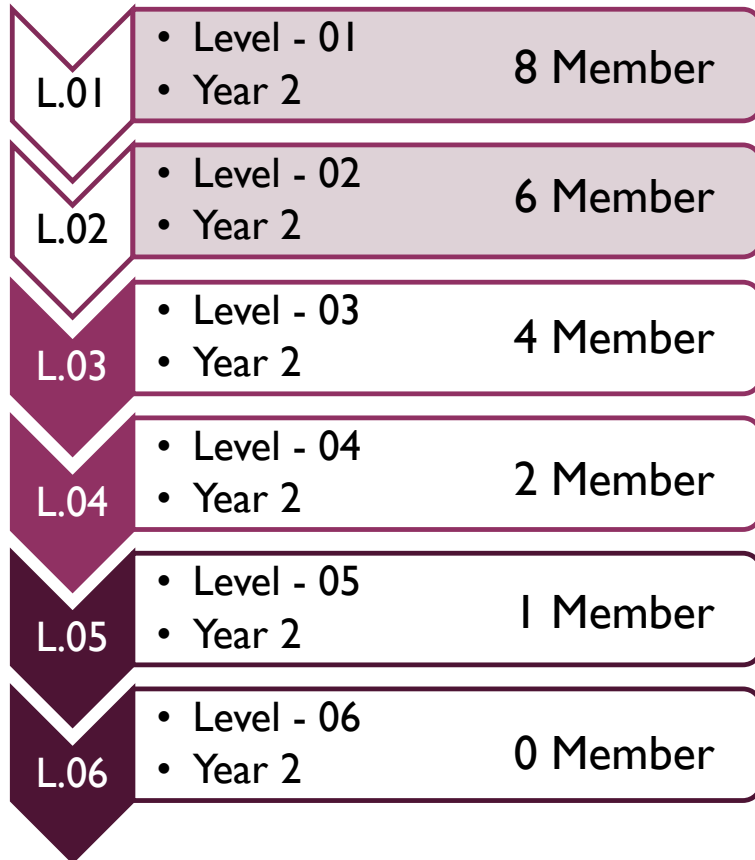 L.01
• Level - 01
• Year 2
8 Member
L.02
• Level - 02
• Year 2
6 Member
L.03
• Level - 03
• Year 2
4 Member
L.04
• Level - 04
• Year 2
2 Member
L.05
• Level - 05
• Year 2
1 Member
L.06
• Level - 06
• Year 2
0 Member